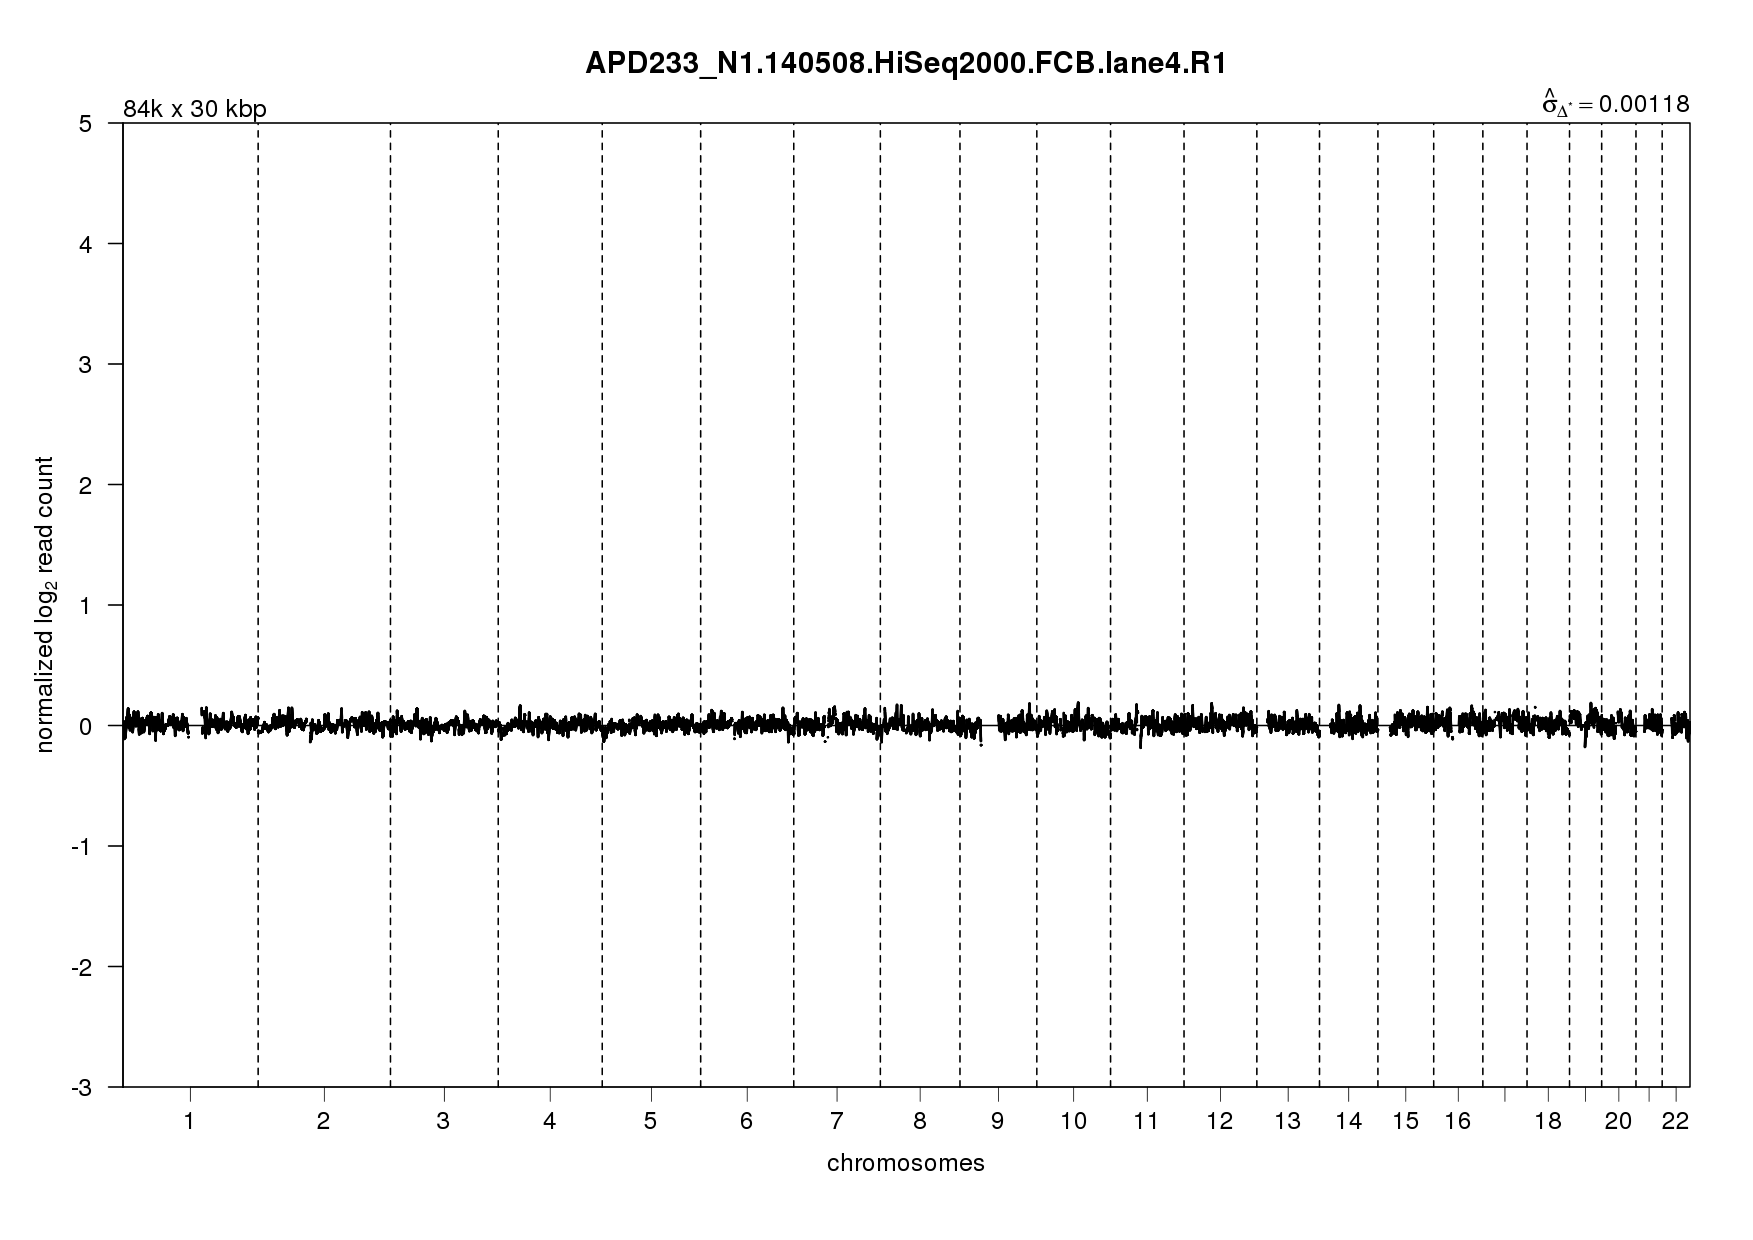 APD233_N1.140508.HiSeq2000.FCB.lane4.R1
84k x 30 kbp
σ̂Δ* = 0.00118
5
4
3
2
1
0
-1
-2
-3
normalized log₂ read count
1 2 3 4 5 6 7 8 9 10 11 12 13 14 15 16 18 20 22
chromosomes